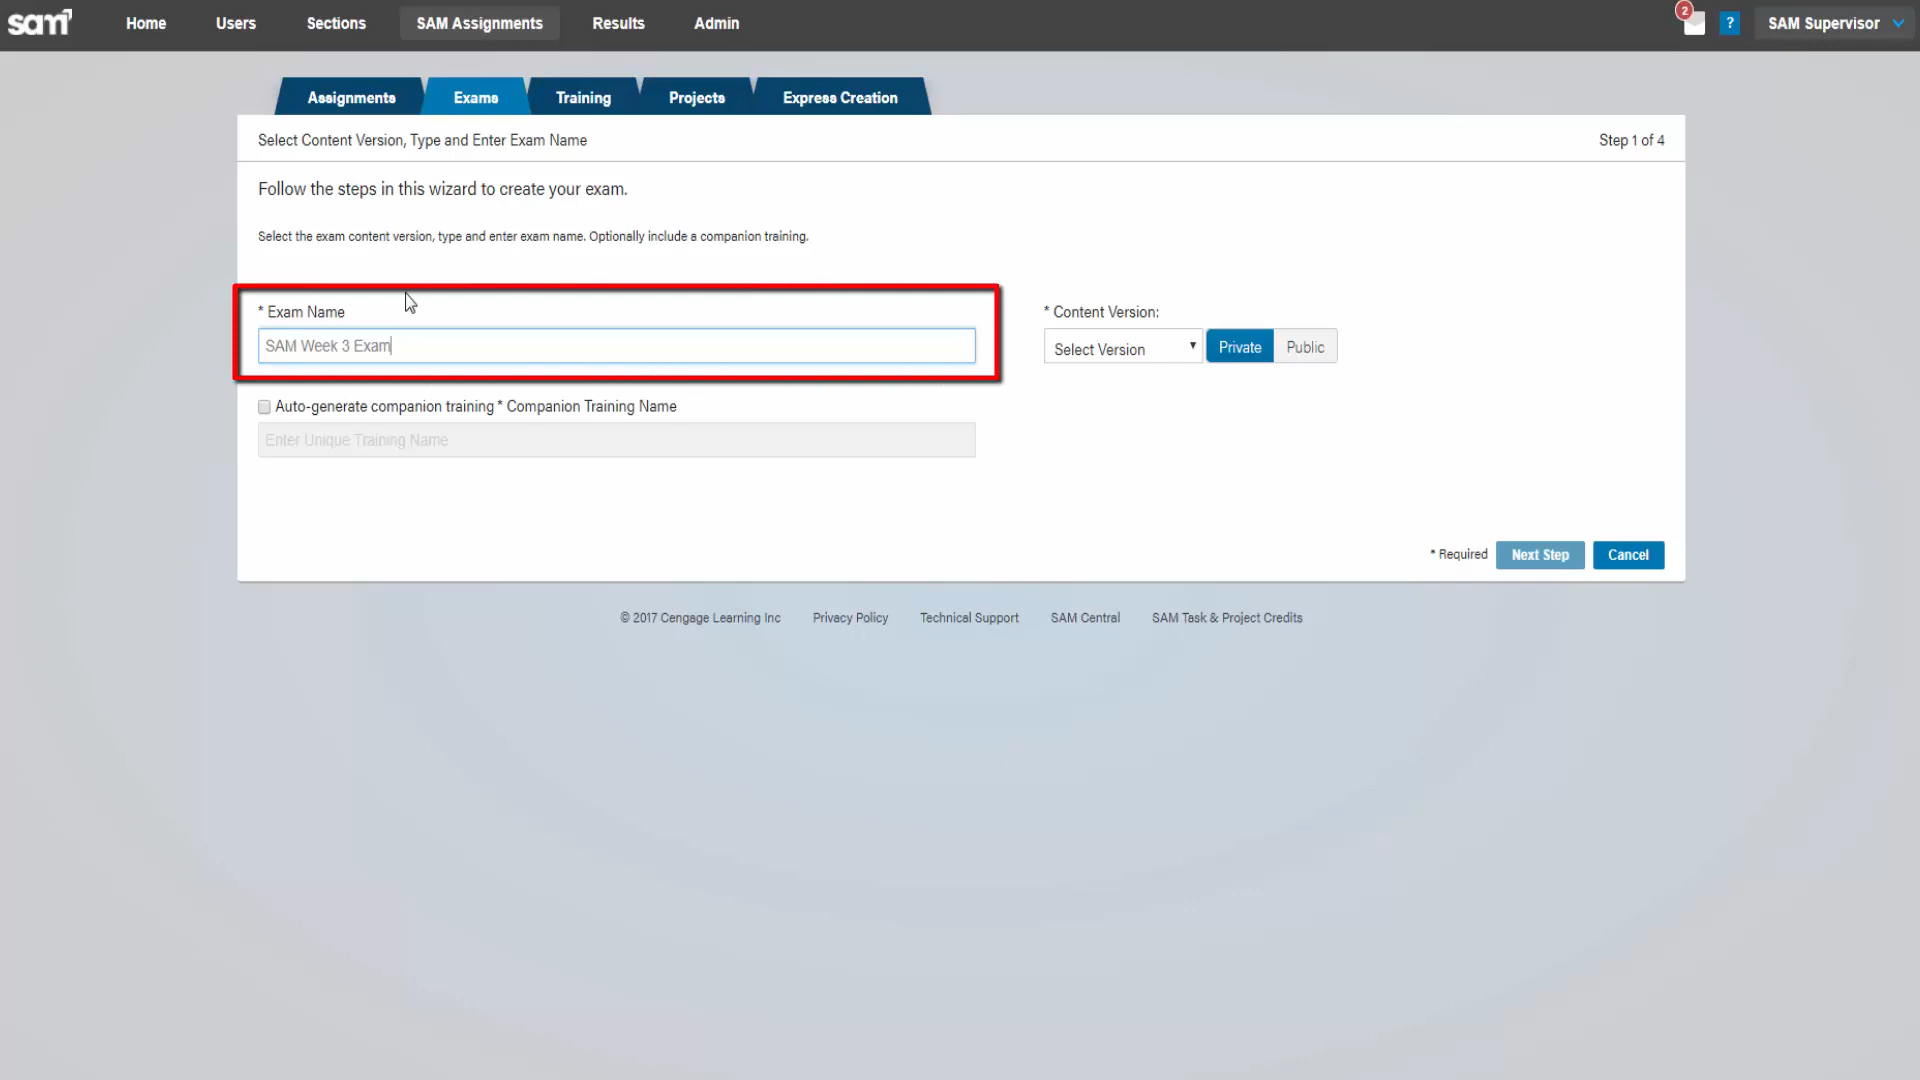 sam
Home Users Sections SAM Assignments Results Admin
2 ? SAM Supervisor
Assignments Exams Training Projects Express Creation
Select Content Version, Type and Enter Exam Name Step 1 of 4
Follow the steps in this wizard to create your exam.
Select the exam content version, type and enter exam name. Optionally include a companion training.
* Exam Name * Content Version:
SAM Week 3 Exam Select Version Private Public
Auto-generate companion training * Companion Training Name
Enter Unique Training Name
* Required Next Step Cancel
© 2017 Cengage Learning Inc Privacy Policy Technical Support SAM Central SAM Task & Project Credits